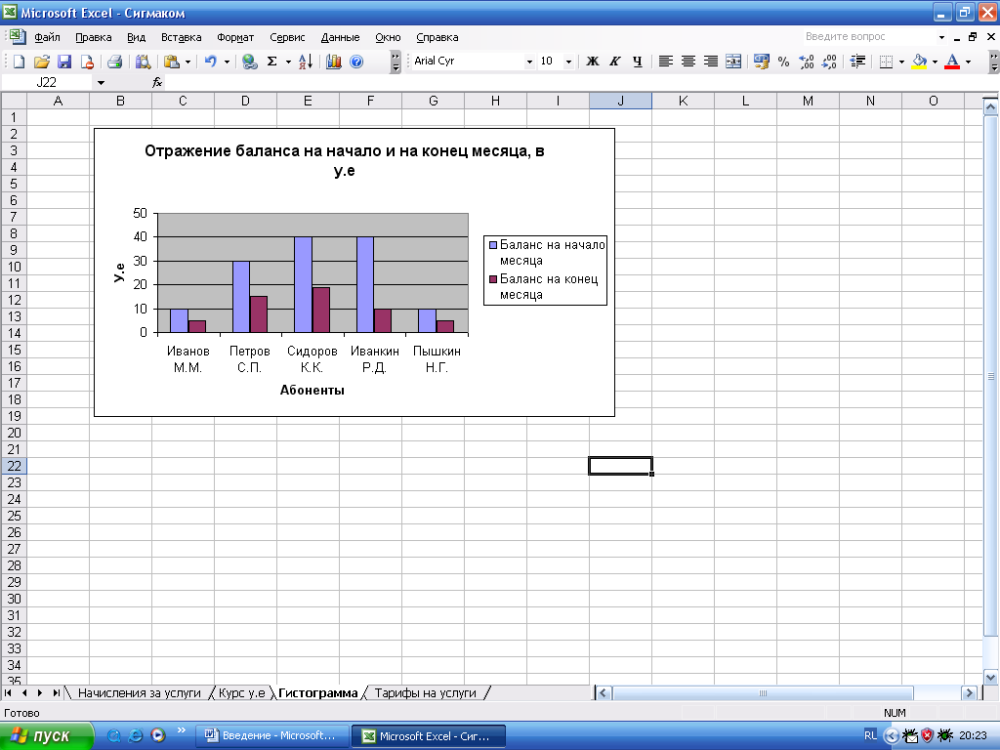 Microsoft Excel - Сигмаком
Файл Правка Вид Вставка Формат Сервис Данные Окно Справка Введите вопрос
Arial Cyr 10 Ж К Ч
J22 fx
A B C D E F G H I J K L M N O
1
2
3
4
5
6
7
8
9
10
11
12
13
14
15
16
17
18
19
20
21
22
23
24
25
26
27
28
29
30
31
32
33
34
35
Отражение баланса на начало и на конец месяца, в
у.е
50
40
30
20
10
0
У.е
Иванов Петров Сидоров Иванкин Пышкин
М.М. С.П. К.К. Р.Д. Н.Г.
Абоненты
Баланс на начало
месяца
Баланс на конец
месяца
Начисления за услуги Курс у.е Гистограмма Тарифы на услуги
Готово NUM
пуск Введение - Microsoft... Microsoft Excel - Сиг... RL 20:23